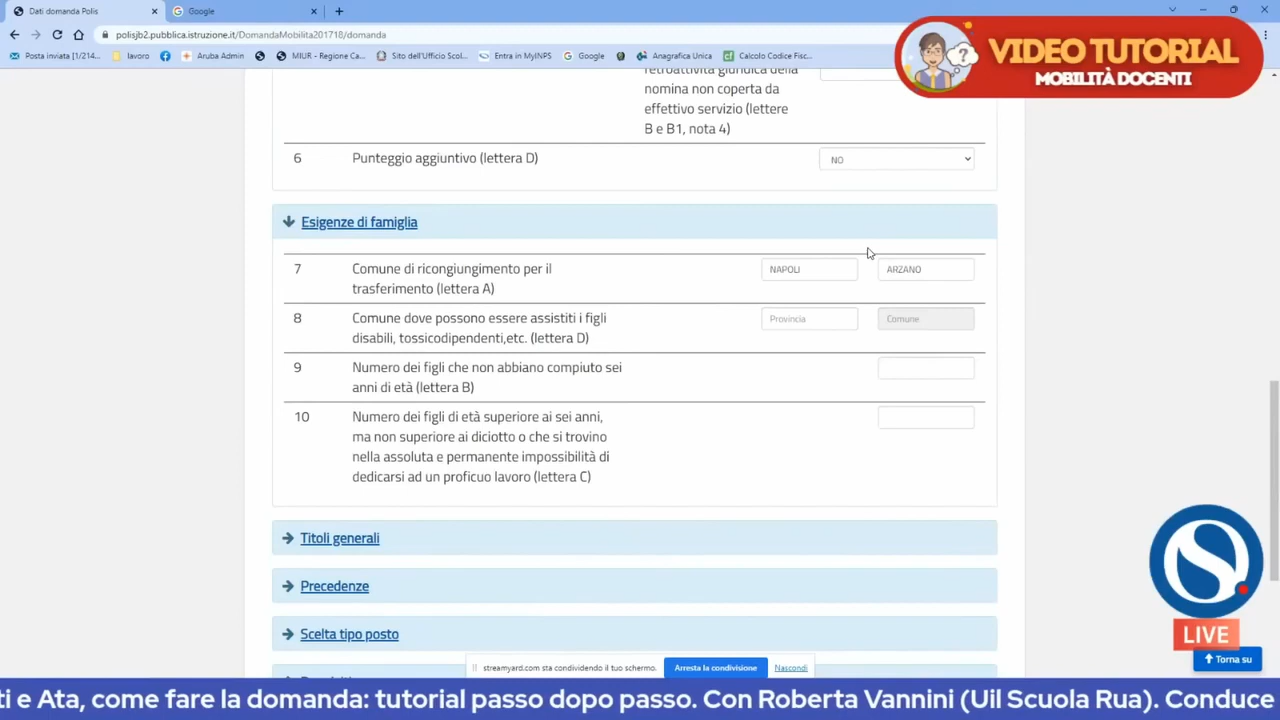 Dati domanda Polis
Google
polisjb2.pubblica.istruzione.it/DomandaMobilita201718/domanda
Posta inviata [1/214...
lavoro
Aruba Admin
MIUR - Regione Ca...
Sito dell'Ufficio Scol...
Entra in MyINPS
Google
Anagrafica Unica
Calcolo Codice Fisc...
VIDEO TUTORIAL
MOBILITÀ DOCENTI
retroattività giuridica della
nomina non coperta da
effettivo servizio (lettere
B e B1, nota 4)
6 Punteggio aggiuntivo (lettera D) NO
Esigenze di famiglia
7 Comune di ricongiungimento per il NAPOLI ARZANO
trasferimento (lettera A)
8 Comune dove possono essere assistiti i figli Provincia Comune
disabili, tossicodipendenti,etc. (lettera D)
9 Numero dei figli che non abbiano compiuto sei
anni di età (lettera B)
10 Numero dei figli di età superiore ai sei anni,
ma non superiore ai diciotto o che si trovino
nella assoluta e permanente impossibilità di
dedicarsi ad un proficuo lavoro (lettera C)
Titoli generali
Precedenze
Scelta tipo posto
LIVE
Torna su
streamyard.com sta condividendo il tuo schermo. Arresta la condivisione Nascondi
ti e Ata, come fare la domanda: tutorial passo dopo passo. Con Roberta Vannini (Uil Scuola Rua). Conduce